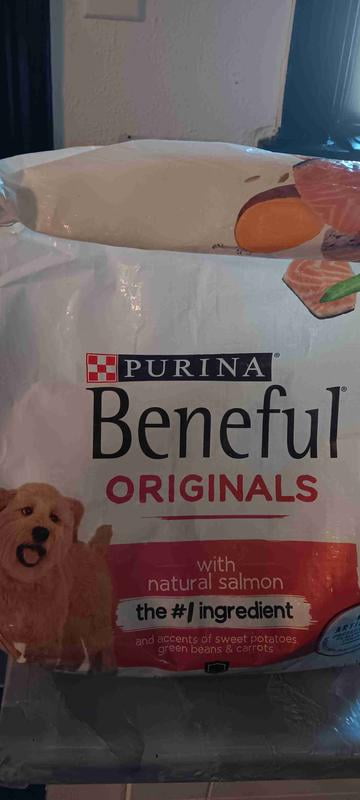 PURINA®
Beneful®
ORIGINALS
with
natural salmon
the #1 ingredient
and accents of sweet potatoes,
green beans & carrots